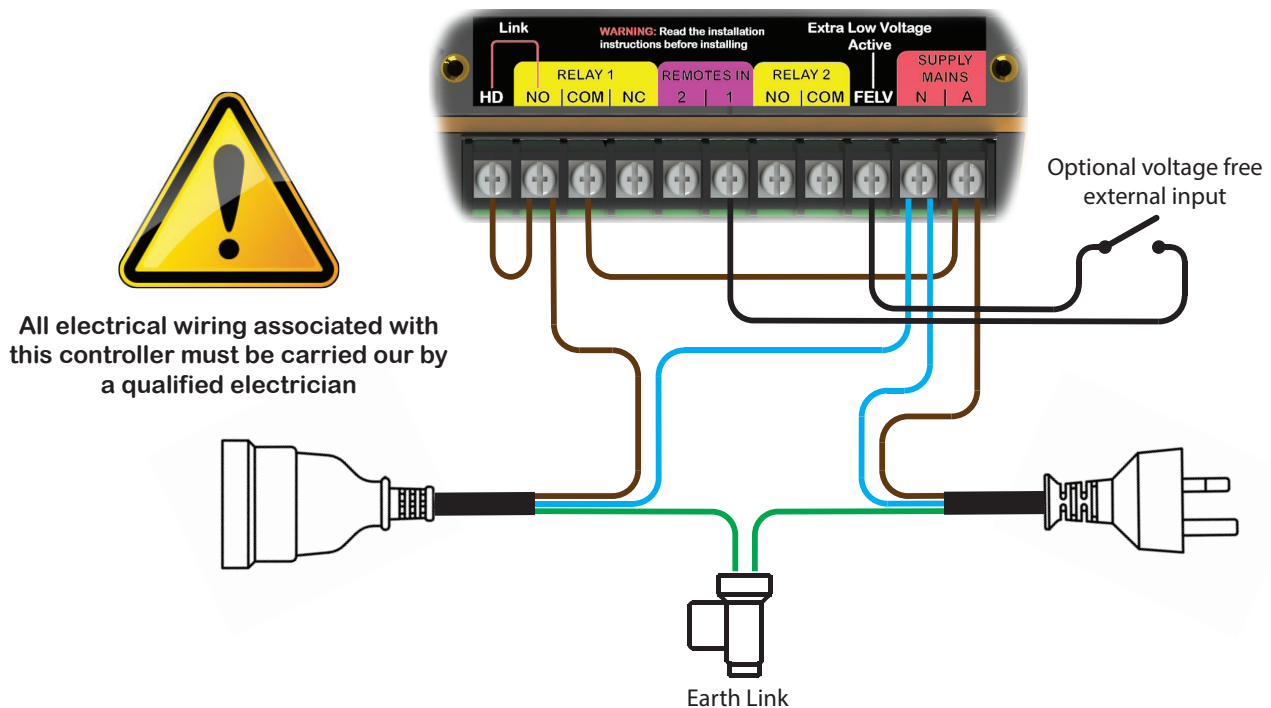 Link
WARNING: Read the installation
instructions before installing
Extra Low Voltage
Active
SUPPLY
MAINS
RELAY 1
REMOTES IN
RELAY 2
HD NO COM NC 2 1 NO COM FELV N A
Optional voltage free
external input
All electrical wiring associated with
this controller must be carried our by
a qualified electrician
Earth Link